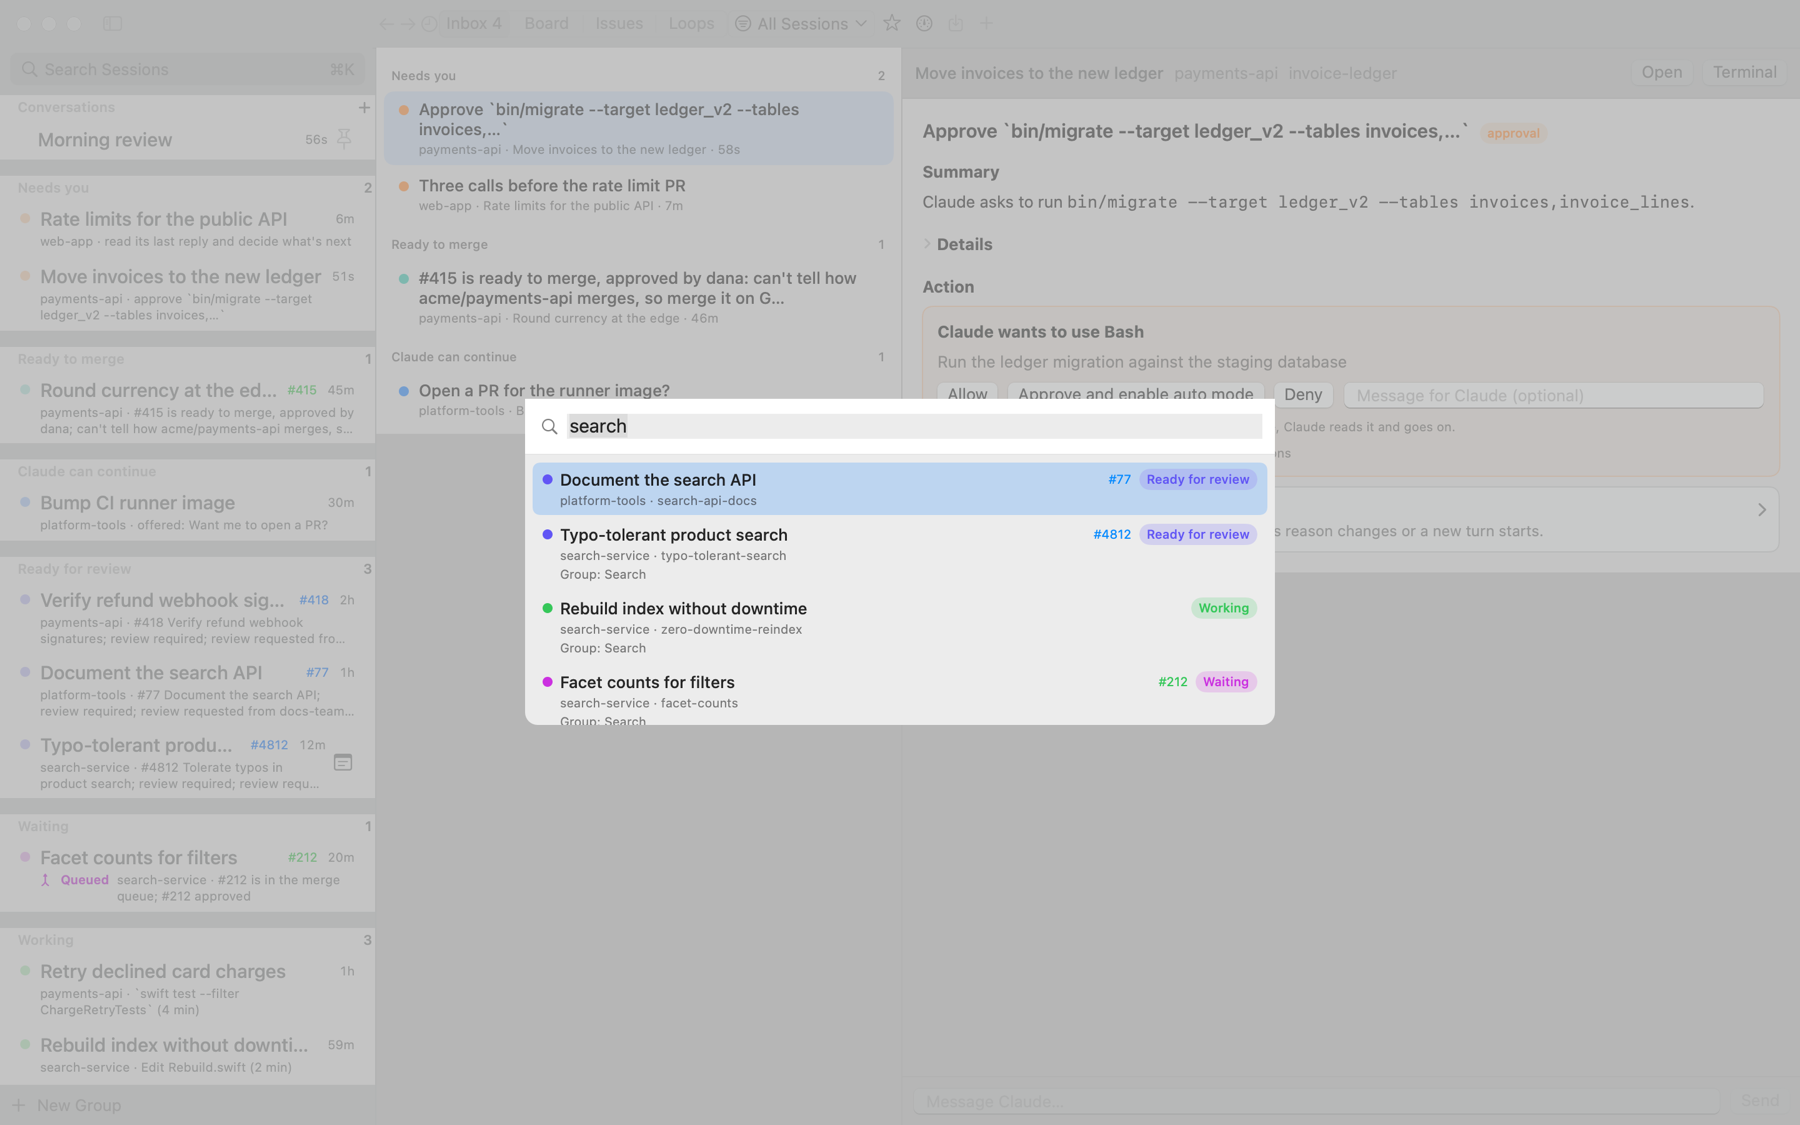 Inbox 4
Board
Issues
Loops
All Sessions
Search Sessions
⌘K
Conversations
Morning review
56s
Needs you
2
Rate limits for the public API
6m
web-app · read its last reply and decide what's next
Move invoices to the new ledger
51s
payments-api · approve `bin/migrate --target
ledger_v2 --tables invoices,...`
Ready to merge
1
Round currency at the ed...
#415
45m
payments-api · #415 is ready to merge, approved by
dana; can't tell how acme/payments-api merges, s...
Claude can continue
1
Bump CI runner image
30m
platform-tools · offered: Want me to open a PR?
Ready for review
3
Verify refund webhook sig...
#418
2h
payments-api · #418 Verify refund webhook
signatures; review required; review requested fro...
Document the search API
#77
1h
platform-tools · #77 Document the search API;
review required; review requested from docs-team...
Typo-tolerant produ...
#4812
12m
search-service · #4812 Tolerate typos in
product search; review required; review requ...
Waiting
1
Facet counts for filters
#212
20m
Queued
search-service · #212 is in the merge
queue; #212 approved
Working
3
Retry declined card charges
1h
payments-api · `swift test --filter
ChargeRetryTests` (4 min)
Rebuild index without downti...
59m
search-service · Edit Rebuild.swift (2 min)
+ New Group
Needs you
2
Approve `bin/migrate --target ledger_v2 --tables
invoices,...`
payments-api · Move invoices to the new ledger · 58s
Three calls before the rate limit PR
web-app · Rate limits for the public API · 7m
Ready to merge
1
#415 is ready to merge, approved by dana: can't tell how
acme/payments-api merges, so merge it on G...
payments-api · Round currency at the edge · 46m
Claude can continue
1
Open a PR for the runner image?
platform-tools · B
Move invoices to the new ledger
payments-api
invoice-ledger
Open
Terminal
Approve `bin/migrate --target ledger_v2 --tables invoices,...`
approval
Summary
Claude asks to run bin/migrate --target ledger_v2 --tables invoices,invoice_lines.
Details
Action
Claude wants to use Bash
Run the ledger migration against the staging database
Allow
Approve and enable auto mode
Deny
Message for Claude (optional)
, Claude reads it and goes on.
ns
s reason changes or a new turn starts.
Message Claude...
Send
search
Document the search API
#77
Ready for review
platform-tools · search-api-docs
Typo-tolerant product search
#4812
Ready for review
search-service · typo-tolerant-search
Group: Search
Rebuild index without downtime
Working
search-service · zero-downtime-reindex
Group: Search
Facet counts for filters
#212
Waiting
search-service · facet-counts
Group: Search